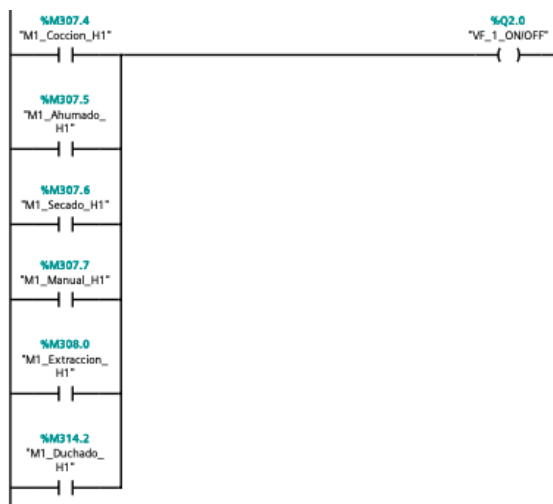 %M307.4
"M1_Coccion_H1"
%Q2.0
"VF_1_ON/OFF"
%M307.5
"M1_Ahumado_
H1"
%M307.6
"M1_Secado_H1"
%M307.7
"M1_Manual_H1"
%M308.0
"M1_Extraccion_
H1"
%M314.2
"M1_Duchado_
H1"